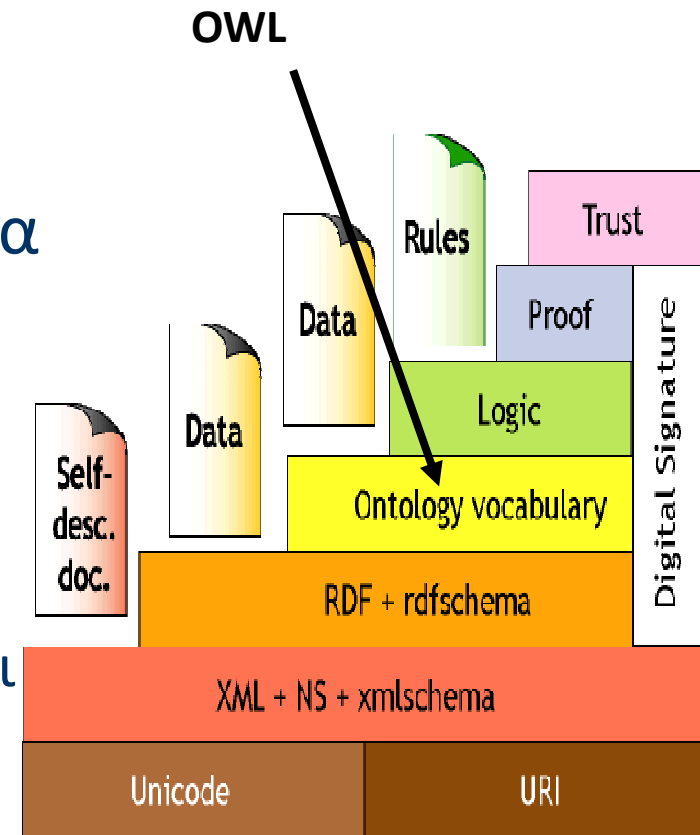 OWL
α
Rules
Trust
Data
Proof
Data
Logic
Digital Signature
Self-
desc.
doc.
Ontology vocabulary
RDF + rdfschema
ι
XML + NS + xmlschema
Unicode
URI